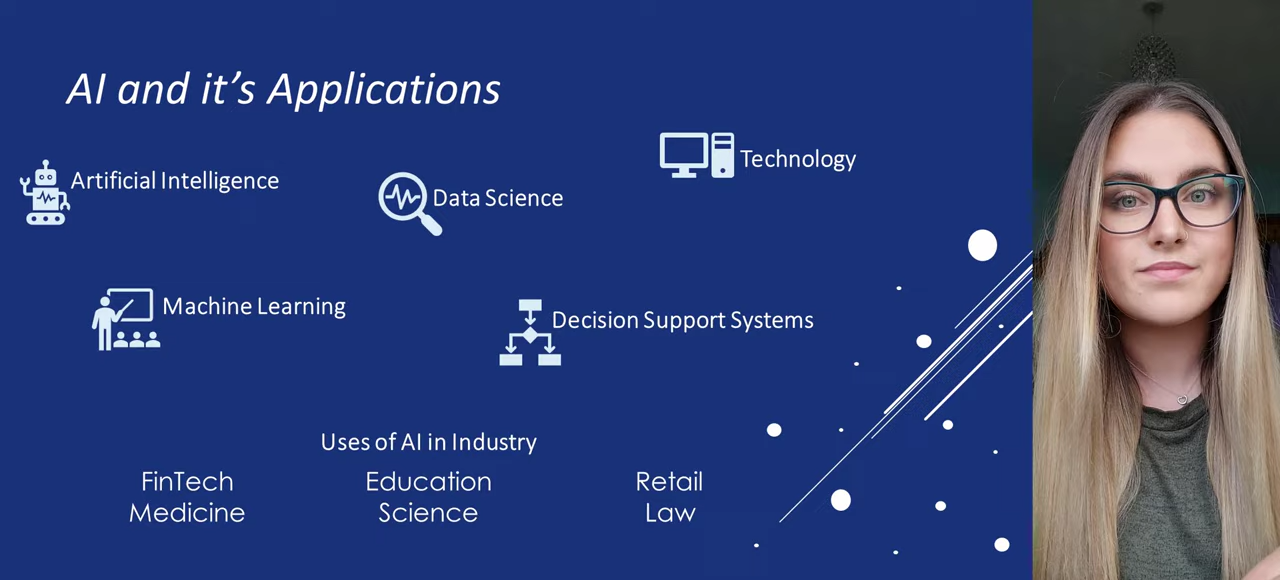 AI and it’s Applications
Artificial Intelligence
Data Science
Technology
Machine Learning
Decision Support Systems
Uses of AI in Industry
FinTech
Medicine
Education
Science
Retail
Law